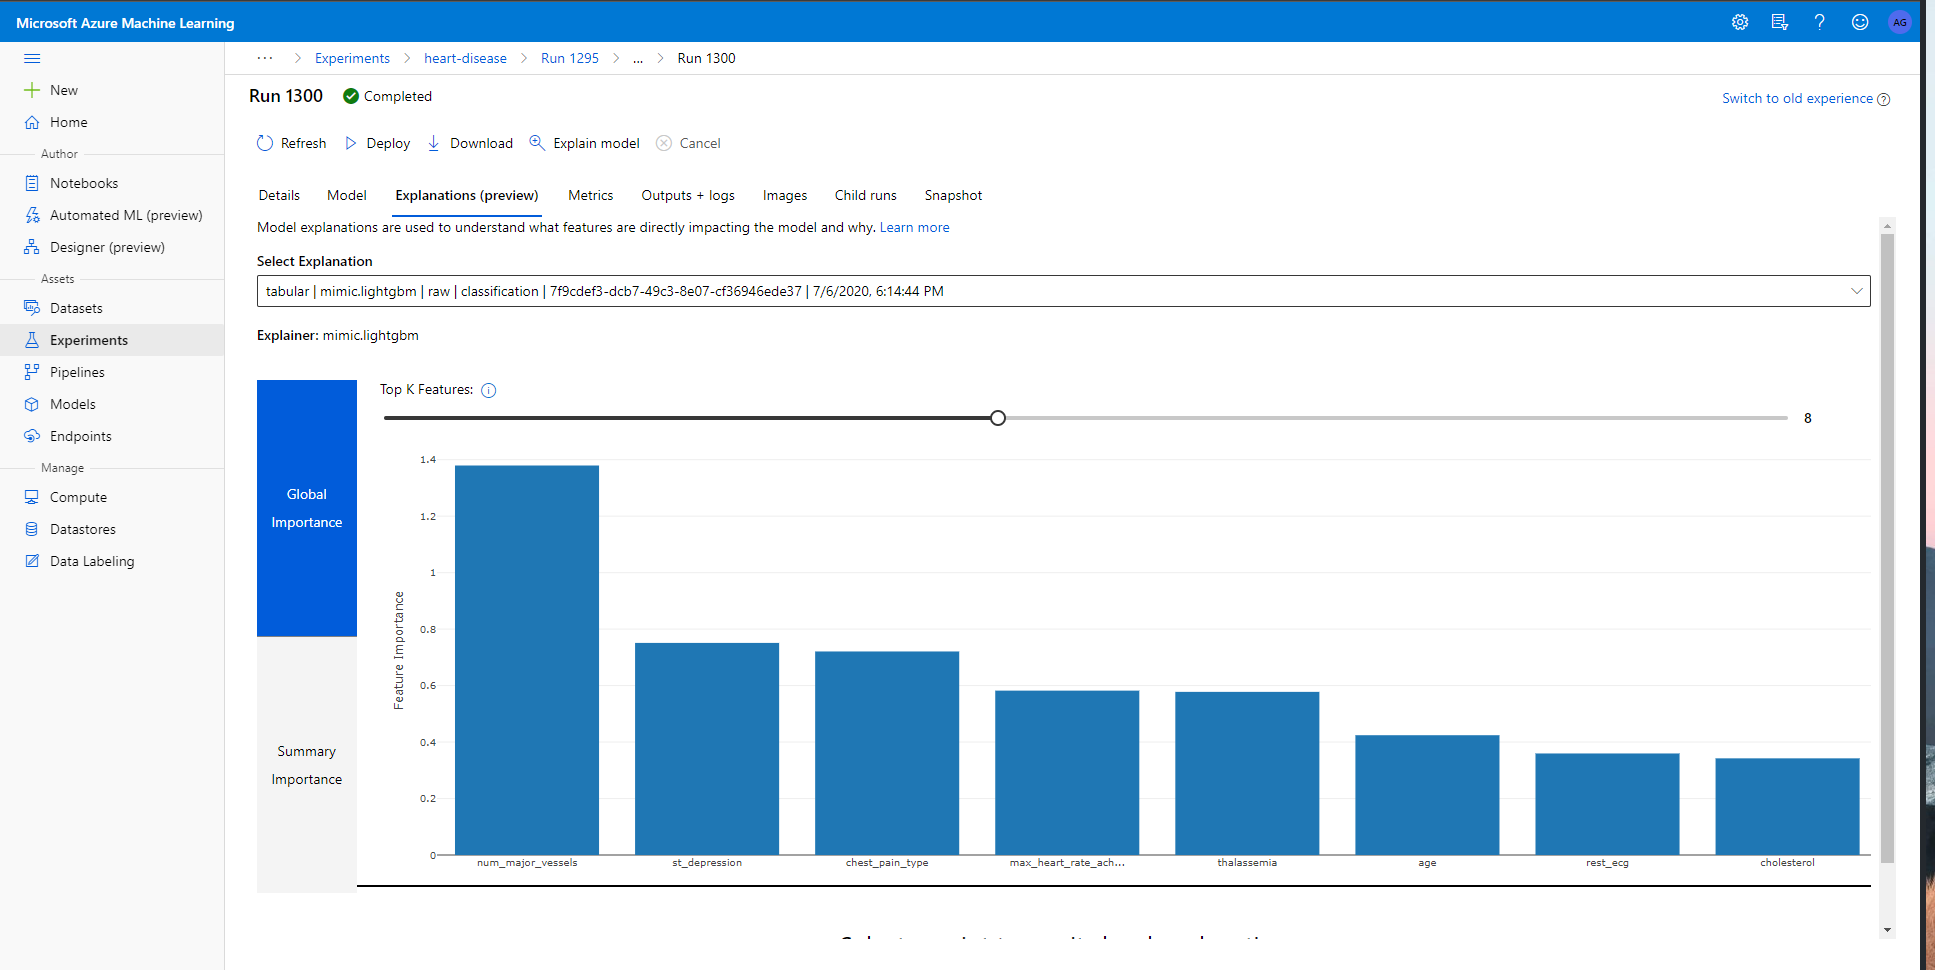 Microsoft Azure Machine Learning
AG
··· > Experiments > heart-disease > Run 1295 > ... > Run 1300
New
Home
Author
Notebooks
Automated ML (preview)
Designer (preview)
Assets
Datasets
Experiments
Pipelines
Models
Endpoints
Manage
Compute
Datastores
Data Labeling
Run 1300 Completed
Switch to old experience
Refresh Deploy Download Explain model Cancel
Details Model Explanations (preview) Metrics Outputs + logs Images Child runs Snapshot
Model explanations are used to understand what features are directly impacting the model and why. Learn more
Select Explanation
tabular | mimic.lightgbm | raw | classification | 7f9cdef3-dcb7-49c3-8e07-cf36946ede37 | 7/6/2020, 6:14:44 PM
Explainer: mimic.lightgbm
Global
Importance
Summary
Importance
Top K Features:
8
Feature Importance
1.4
1.2
1
0.8
0.6
0.4
0.2
0
num_major_vessels st_depression chest_pain_type max_heart_rate_ach... thalassemia age rest_ecg cholesterol